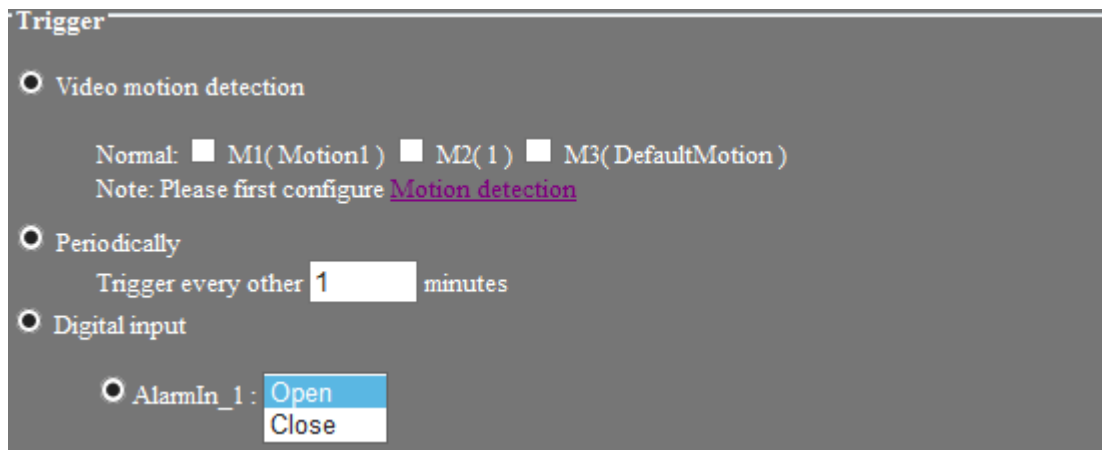 Trigger
Video motion detection
Normal: M1( Motion1 ) M2( 1 ) M3( DefaultMotion )
Note: Please first configure Motion detection
Periodically
Trigger every other 1 minutes
Digital input
AlarmIn_1 : Open
Close